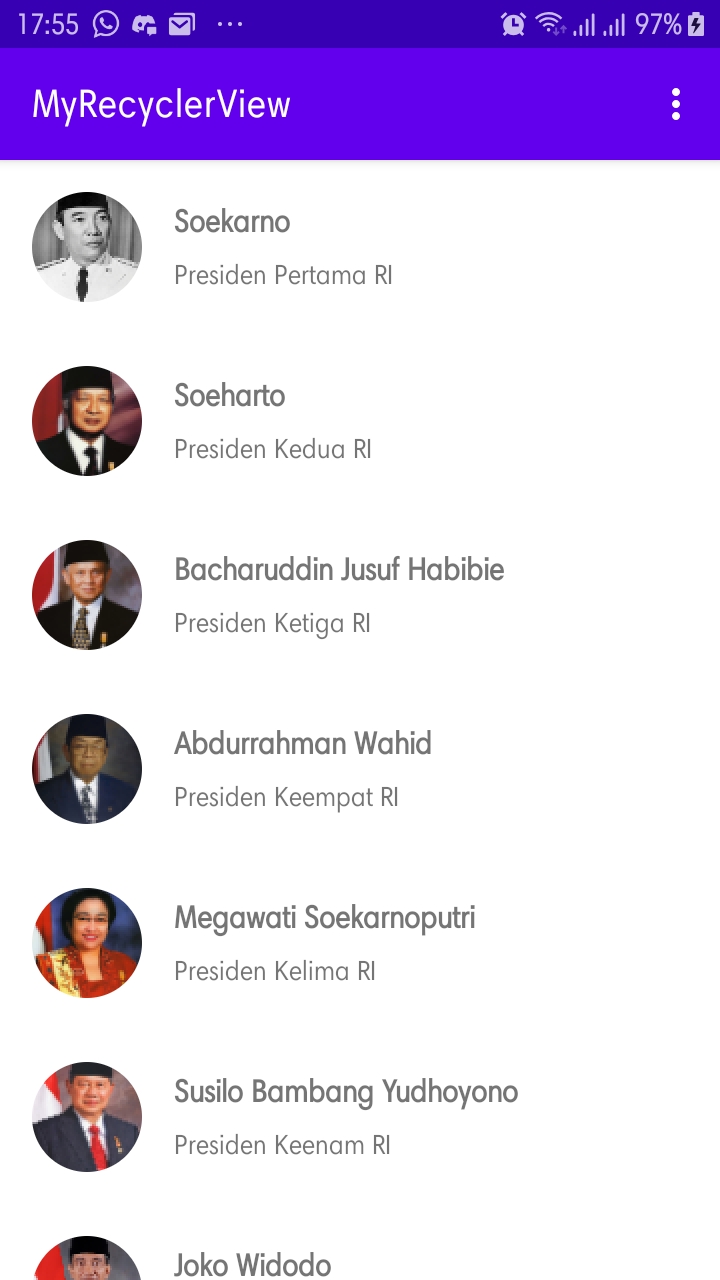 17:55
97%
MyRecyclerView
Soekarno
Presiden Pertama RI
Soeharto
Presiden Kedua RI
Bacharuddin Jusuf Habibie
Presiden Ketiga RI
Abdurrahman Wahid
Presiden Keempat RI
Megawati Soekarnoputri
Presiden Kelima RI
Susilo Bambang Yudhoyono
Presiden Keenam RI
Joko Widodo